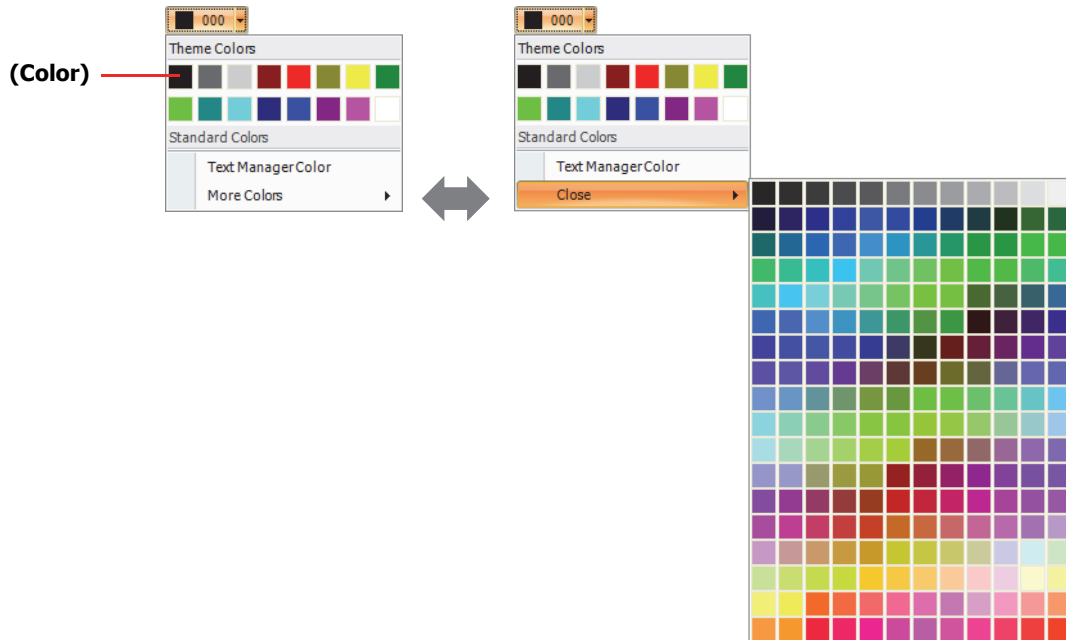 000
Theme Colors
(Color)
Standard Colors
Text Manager Color
More Colors
000
Theme Colors
Standard Colors
Text Manager Color
Close